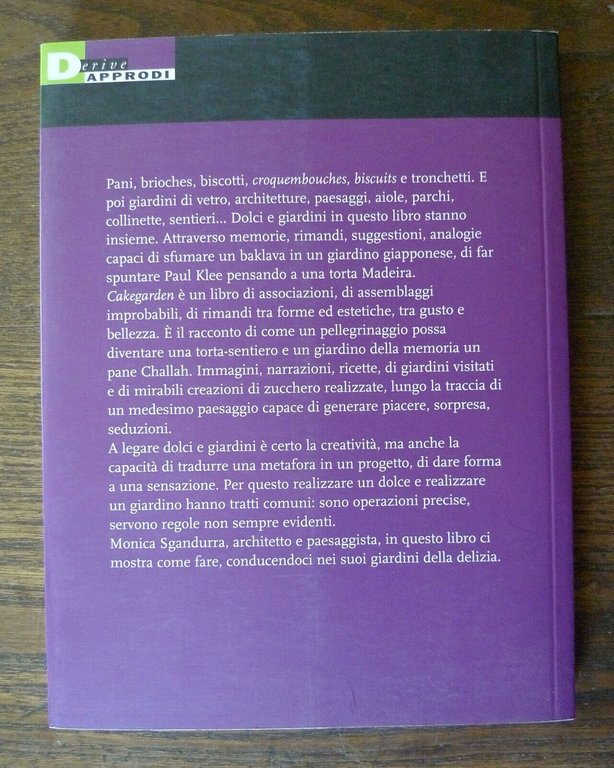 Derive
APPRODI
Pani, brioches, biscotti, croquembouches, biscuits e tronchetti. E
poi giardini di vetro, architetture, paesaggi, aiole, parchi,
collinette, sentieri... Dolci e giardini in questo libro stanno
insieme. Attraverso memorie, rimandi, suggestioni, analogie
capaci di sfumare un baklava in un giardino giapponese, di far
spuntare Paul Klee pensando a una torta Madeira.
Cakegarden è un libro di associazioni, di assemblaggi
improbabili, di rimandi tra forme ed estetiche, tra gusto e
bellezza. È il racconto di come un pellegrinaggio possa
diventare una torta-sentiero e un giardino della memoria un
pane Challah. Immagini, narrazioni, ricette, di giardini visitati
e di mirabili creazioni di zucchero realizzate, lungo la traccia di
un medesimo paesaggio capace di generare piacere, sorpresa,
seduzioni.
A legare dolci e giardini è certo la creatività, ma anche la
capacità di tradurre una metafora in un progetto, di dare forma
a una sensazione. Per questo realizzare un dolce e realizzare
un giardino hanno tratti comuni: sono operazioni precise,
servono regole non sempre evidenti.
Monica Sgandurra, architetto e paesaggista, in questo libro ci
mostra come fare, conducendoci nei suoi giardini della delizia.